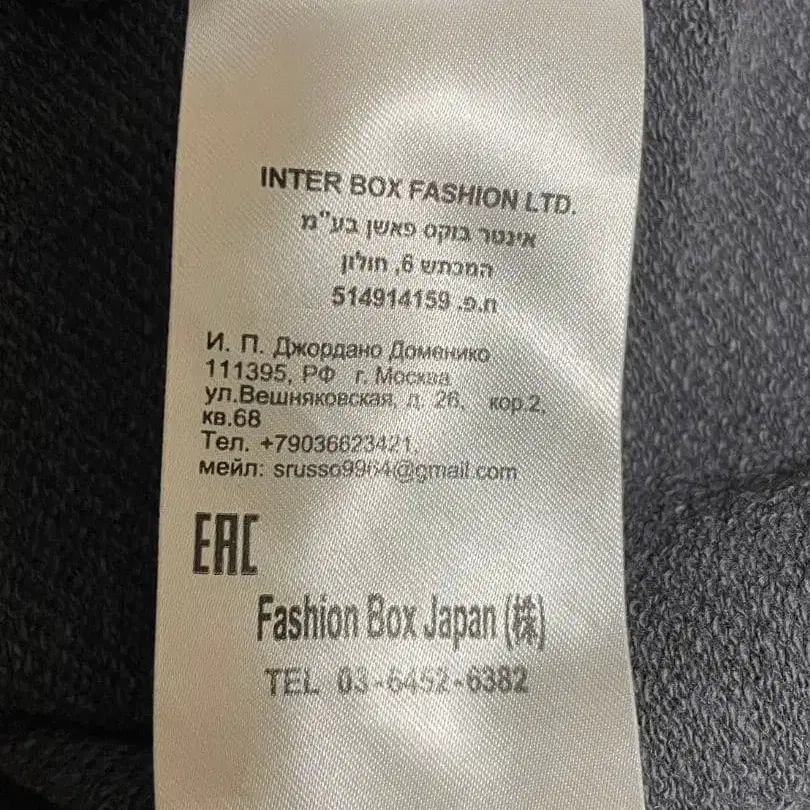 INTER BOX FASHION LTD.
אינטר בוקס פאשן בע"מ
המכתש 6, חולון
ח.פ. 514914159
И. П. Джордано Доменико
111395, РФ г. Москва
ул.Вешняковская, д. 26, кор.2,
кв.68
Тел. +79036623421,
мейл: srusso9964@gmail.com
EAC
Fashion Box Japan (株)
TEL 03-6452-6382